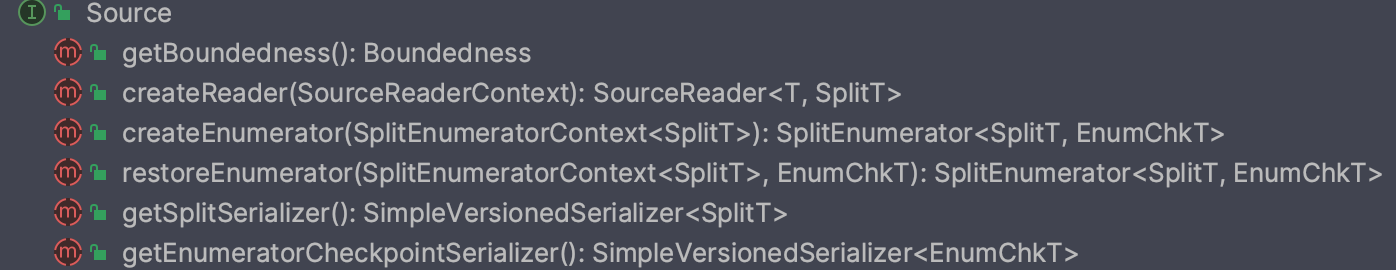 Source
getBoundedness(): Boundedness
createReader(SourceReaderContext): SourceReader<T, SplitT>
createEnumerator(SplitEnumeratorContext<SplitT>): SplitEnumerator<SplitT, EnumChkT>
restoreEnumerator(SplitEnumeratorContext<SplitT>, EnumChkT): SplitEnumerator<SplitT, EnumChkT>
getSplitSerializer(): SimpleVersionedSerializer<SplitT>
getEnumeratorCheckpointSerializer(): SimpleVersionedSerializer<EnumChkT>